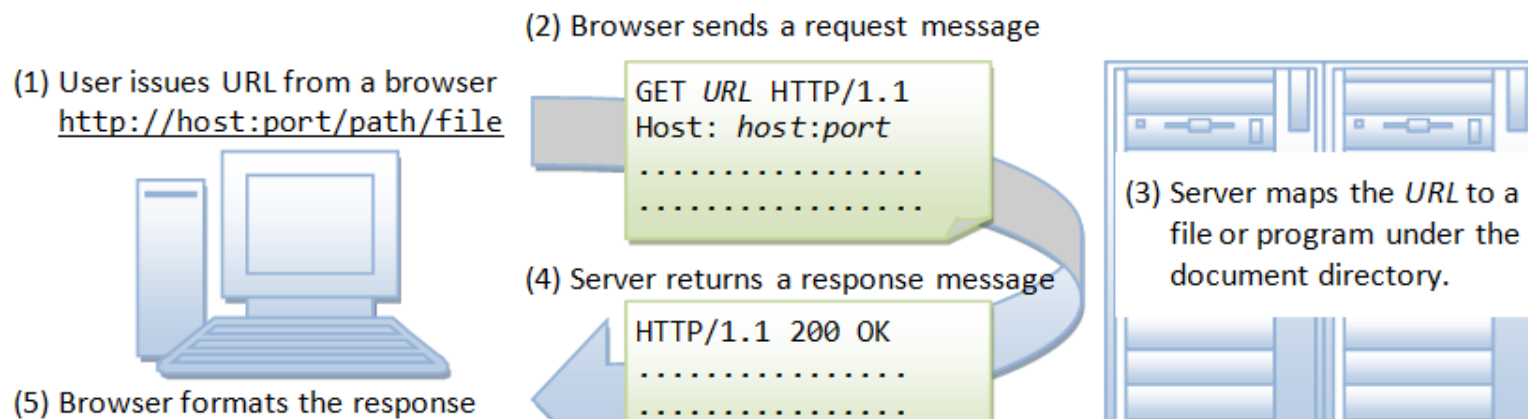 (1) User issues URL from a browser
http://host:port/path/file
(2) Browser sends a request message
GET URL HTTP/1.1
Host: host:port
..................
..................
(3) Server maps the URL to a
file or program under the
document directory.
(4) Server returns a response message
HTTP/1.1 200 OK
.................
.................
(5) Browser formats the response